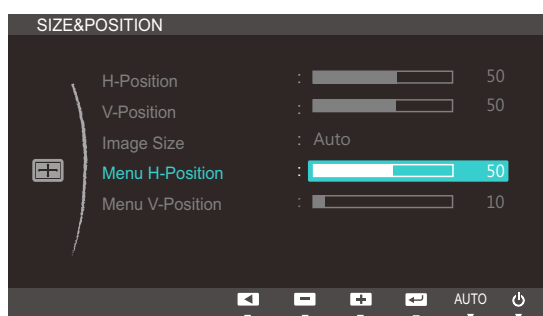 SIZE&POSITION
H-Position : 50
V-Position : 50
Image Size : Auto
Menu H-Position : 50
Menu V-Position : 10
AUTO